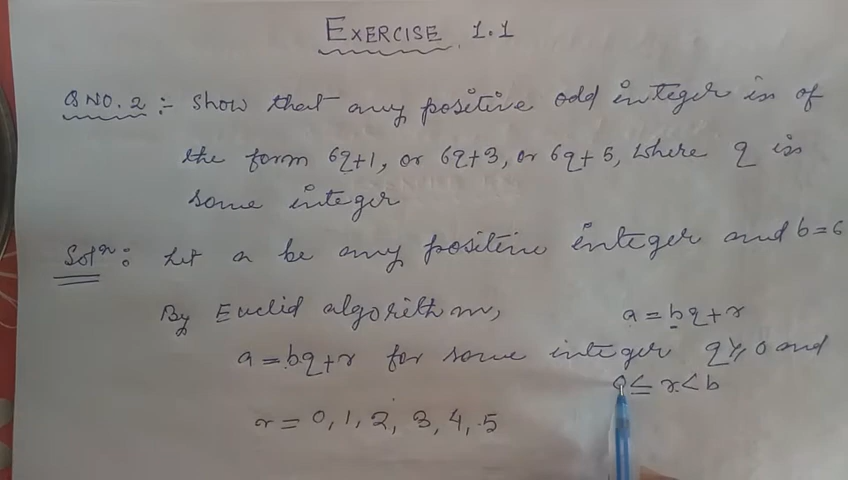 EXERCISE 1.1
Q NO. 2 :- Show that any positive odd integer is of
the form 6q+1, or 6q+3, or 6q+5, where q is
some integer
Solⁿ: Let a be any positive integer and b=6
By Euclid algorithm, a=bq+r
a=bq+r for some integer q≥0 and
0≤r<b
r=0,1,2,3,4,5